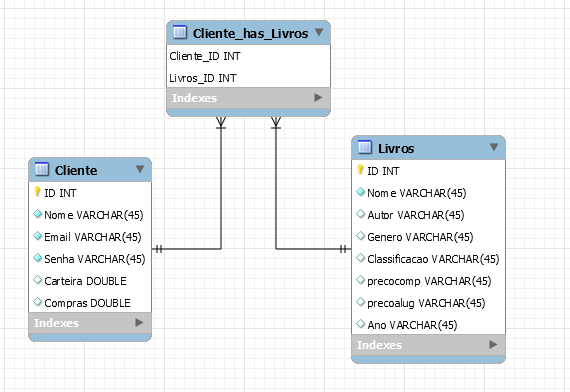 Cliente_has_Livros
Cliente_ID INT
Livros_ID INT
Indexes
Cliente
ID INT
Nome VARCHAR(45)
Email VARCHAR(45)
Senha VARCHAR(45)
Carteira DOUBLE
Compras DOUBLE
Indexes
Livros
ID INT
Nome VARCHAR(45)
Autor VARCHAR(45)
Genero VARCHAR(45)
Classificacao VARCHAR(45)
precocomp VARCHAR(45)
precoalug VARCHAR(45)
Ano VARCHAR(45)
Indexes